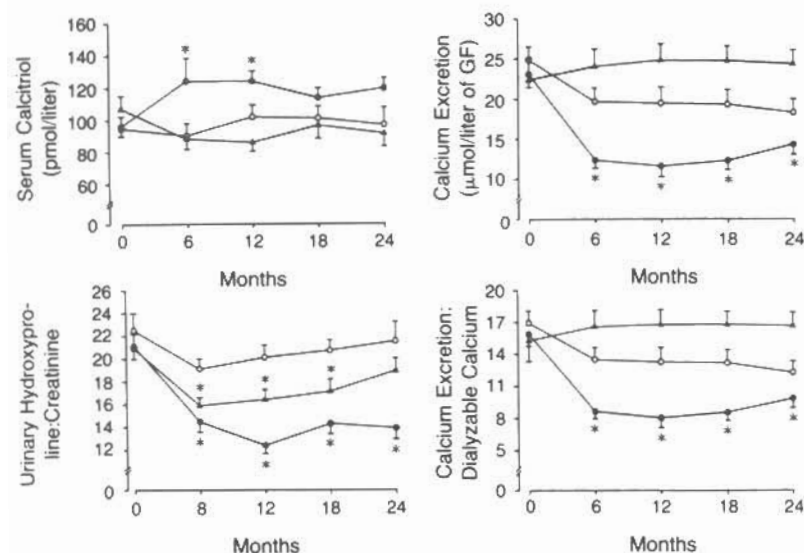 Serum Calcitriol
(pmol/liter)
160
140
120
100
80
60
0
0 6 12 18 24
Months
Calcium Excretion
(μmol/liter of GF)
30
25
20
15
10
0
0 6 12 18 24
Months
Urinary Hydroxypro-
line:Creatinine
26
24
22
20
18
16
14
12
0
0 8 12 18 24
Months
Calcium Excretion:
Dialyzable Calcium
17
14
11
8
5
0
0 6 12 18 24
Months